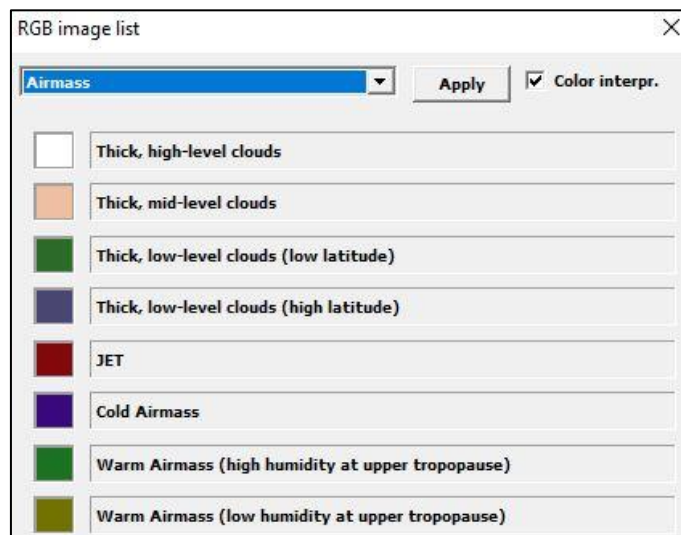 RGB image list
Airmass Apply Color interpr.
Thick, high-level clouds
Thick, mid-level clouds
Thick, low-level clouds (low latitude)
Thick, low-level clouds (high latitude)
JET
Cold Airmass
Warm Airmass (high humidity at upper tropopause)
Warm Airmass (low humidity at upper tropopause)